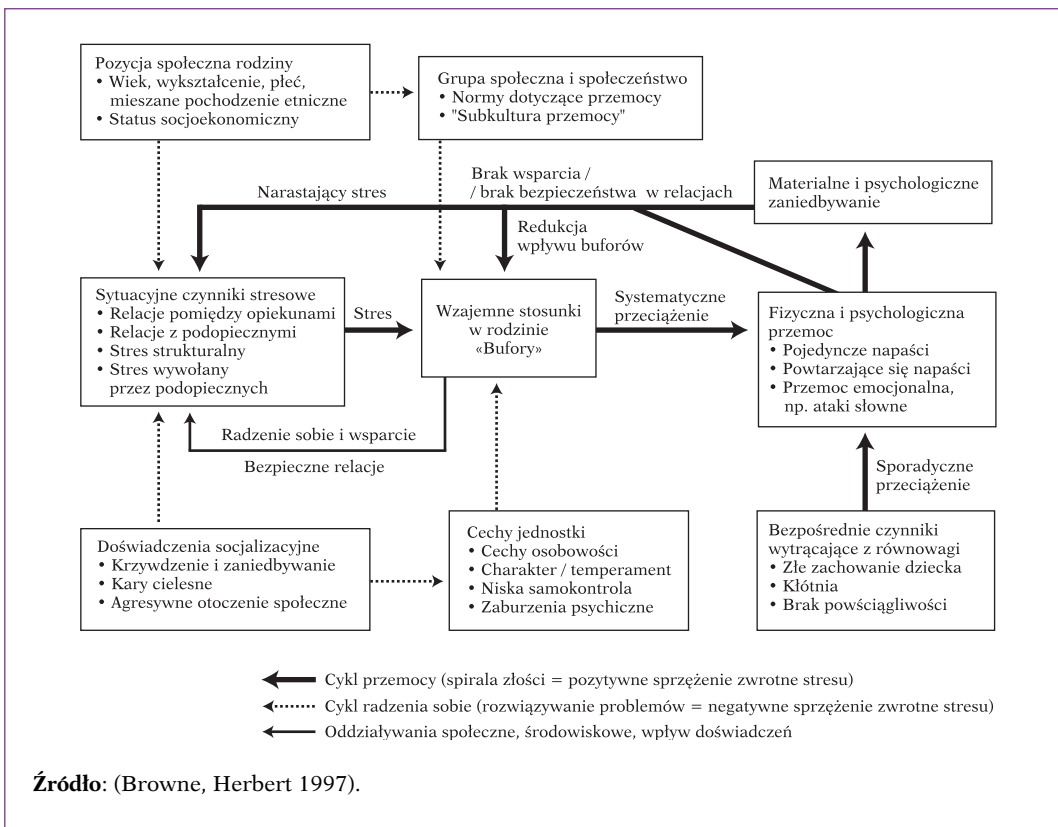 Pozycja społeczna rodziny
• Wiek, wykształcenie, płeć,
mieszane pochodzenie etniczne
• Status socjoekonomiczny
Grupa społeczna i społeczeństwo
• Normy dotyczące przemocy
• "Subkultura przemocy"
Narastający stres
Brak wsparcia /
/ brak bezpieczeństwa w relacjach
Materialne i psychologiczne
zaniedbywanie
Redukcja
wpływu buforów
Sytuacyjne czynniki stresowe
• Relacje pomiędzy opiekunami
• Relacje z podopiecznymi
• Stres strukturalny
• Stres wywołany
przez podopiecznych
Stres
Wzajemne stosunki
w rodzinie
«Bufory»
Systematyczne
przeciążenie
Fizyczna i psychologiczna
przemoc
• Pojedyncze napaści
• Powtarzające się napaści
• Przemoc emocjonalna,
np. ataki słowne
Radzenie sobie i wsparcie
Bezpieczne relacje
Sporadyczne
przeciążenie
Doświadczenia socjalizacyjne
• Krzywdzenie i zaniedbywanie
• Kary cielesne
• Agresywne otoczenie społeczne
Cechy jednostki
• Cechy osobowości
• Charakter / temperament
• Niska samokontrola
• Zaburzenia psychiczne
Bezpośrednie czynniki
wytrącające z równowagi
• Złe zachowanie dziecka
• Kłótnia
• Brak powściągliwości
Cykl przemocy (spirala złości = pozytywne sprzężenie zwrotne stresu)
Cykl radzenia sobie (rozwiązywanie problemów = negatywne sprzężenie zwrotne stresu)
Oddziaływania społeczne, środowiskowe, wpływ doświadczeń
Źródło: (Browne, Herbert 1997).